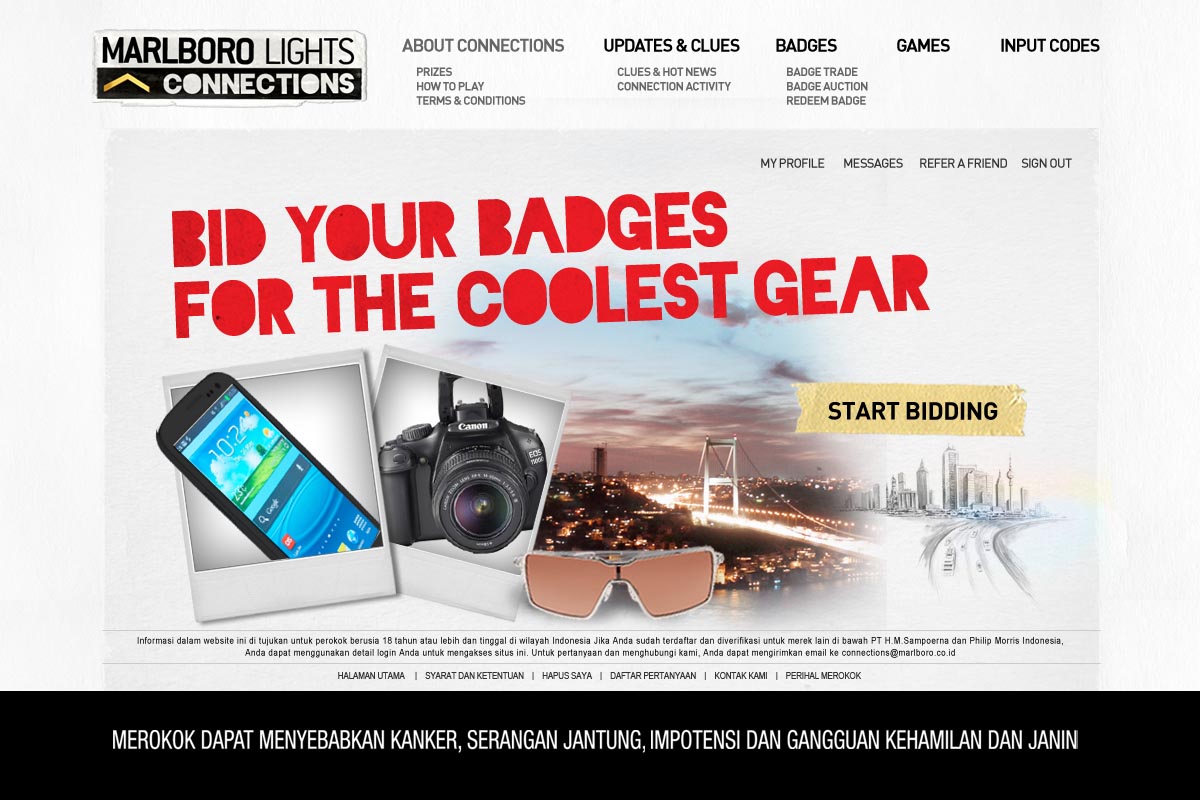 MARLBORO LIGHTS
CONNECTIONS
ABOUT CONNECTIONS
PRIZES
HOW TO PLAY
TERMS & CONDITIONS
UPDATES & CLUES
CLUES & HOT NEWS
CONNECTION ACTIVITY
BADGES
BADGE TRADE
BADGE AUCTION
REDEEM BADGE
GAMES
INPUT CODES
MY PROFILE MESSAGES REFER A FRIEND SIGN OUT
BID YOUR BADGES
FOR THE COOLEST GEAR
START BIDDING
10:24
23°
Google
Canon
EOS
1100D
Informasi dalam website ini di tujukan untuk perokok berusia 18 tahun atau lebih dan tinggal di wilayah Indonesia Jika Anda sudah terdaftar dan diverifikasi untuk merek lain di bawah PT H.M.Sampoerna dan Philip Morris Indonesia,
Anda dapat menggunakan detail login Anda untuk mengakses situs ini. Untuk pertanyaan dan menghubungi kami, Anda dapat mengirimkan email ke connections@marlboro.co.id
HALAMAN UTAMA | SYARAT DAN KETENTUAN | HAPUS SAYA | DAFTAR PERTANYAAN | KONTAK KAMI | PERIHAL MEROKOK
MEROKOK DAPAT MENYEBABKAN KANKER, SERANGAN JANTUNG, IMPOTENSI DAN GANGGUAN KEHAMILAN DAN JANIN